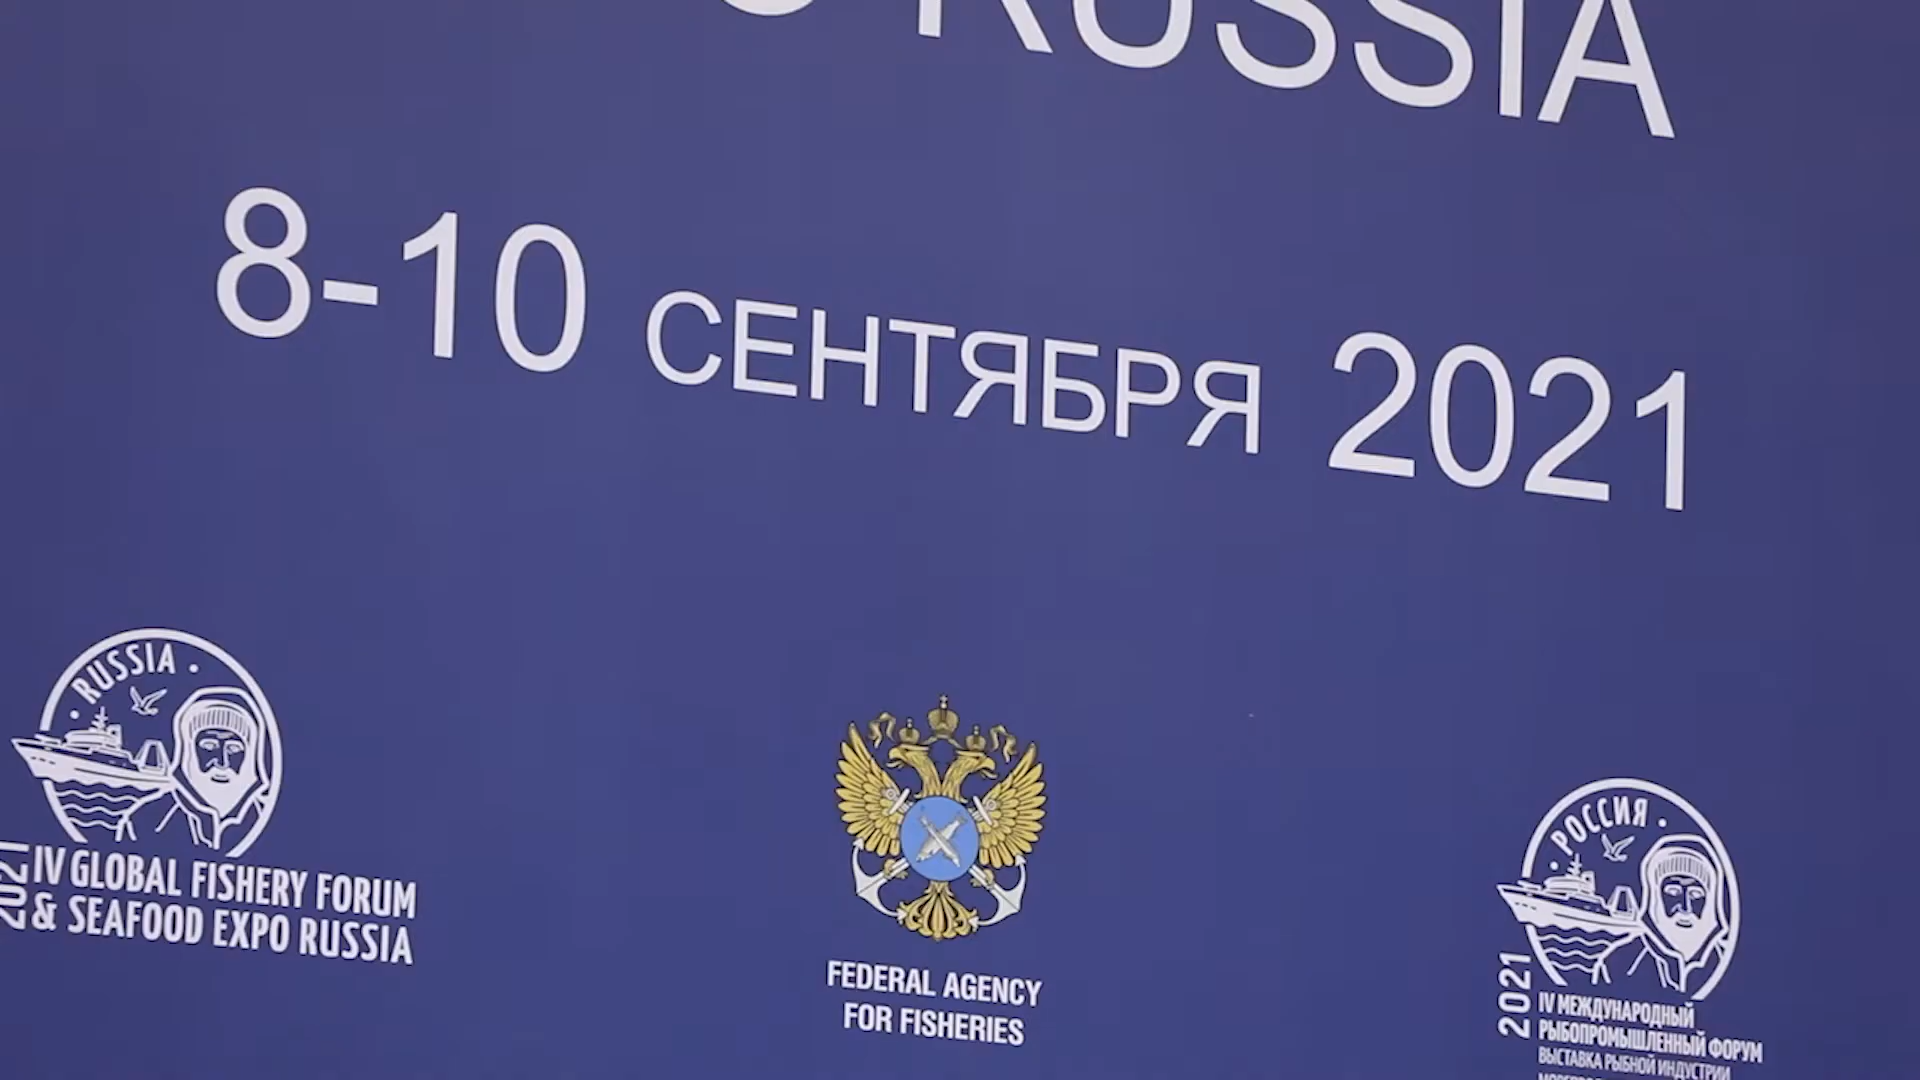 RUSSIA
8-10 СЕНТЯБРЯ 2021
· RUSSIA ·
2021
IV GLOBAL FISHERY FORUM
& SEAFOOD EXPO RUSSIA
FEDERAL AGENCY
FOR FISHERIES
· РОССИЯ ·
2021
IV МЕЖДУНАРОДНЫЙ
РЫБОПРОМЫШЛЕННЫЙ ФОРУМ
ВЫСТАВКА РЫБНОЙ ИНДУСТРИИ